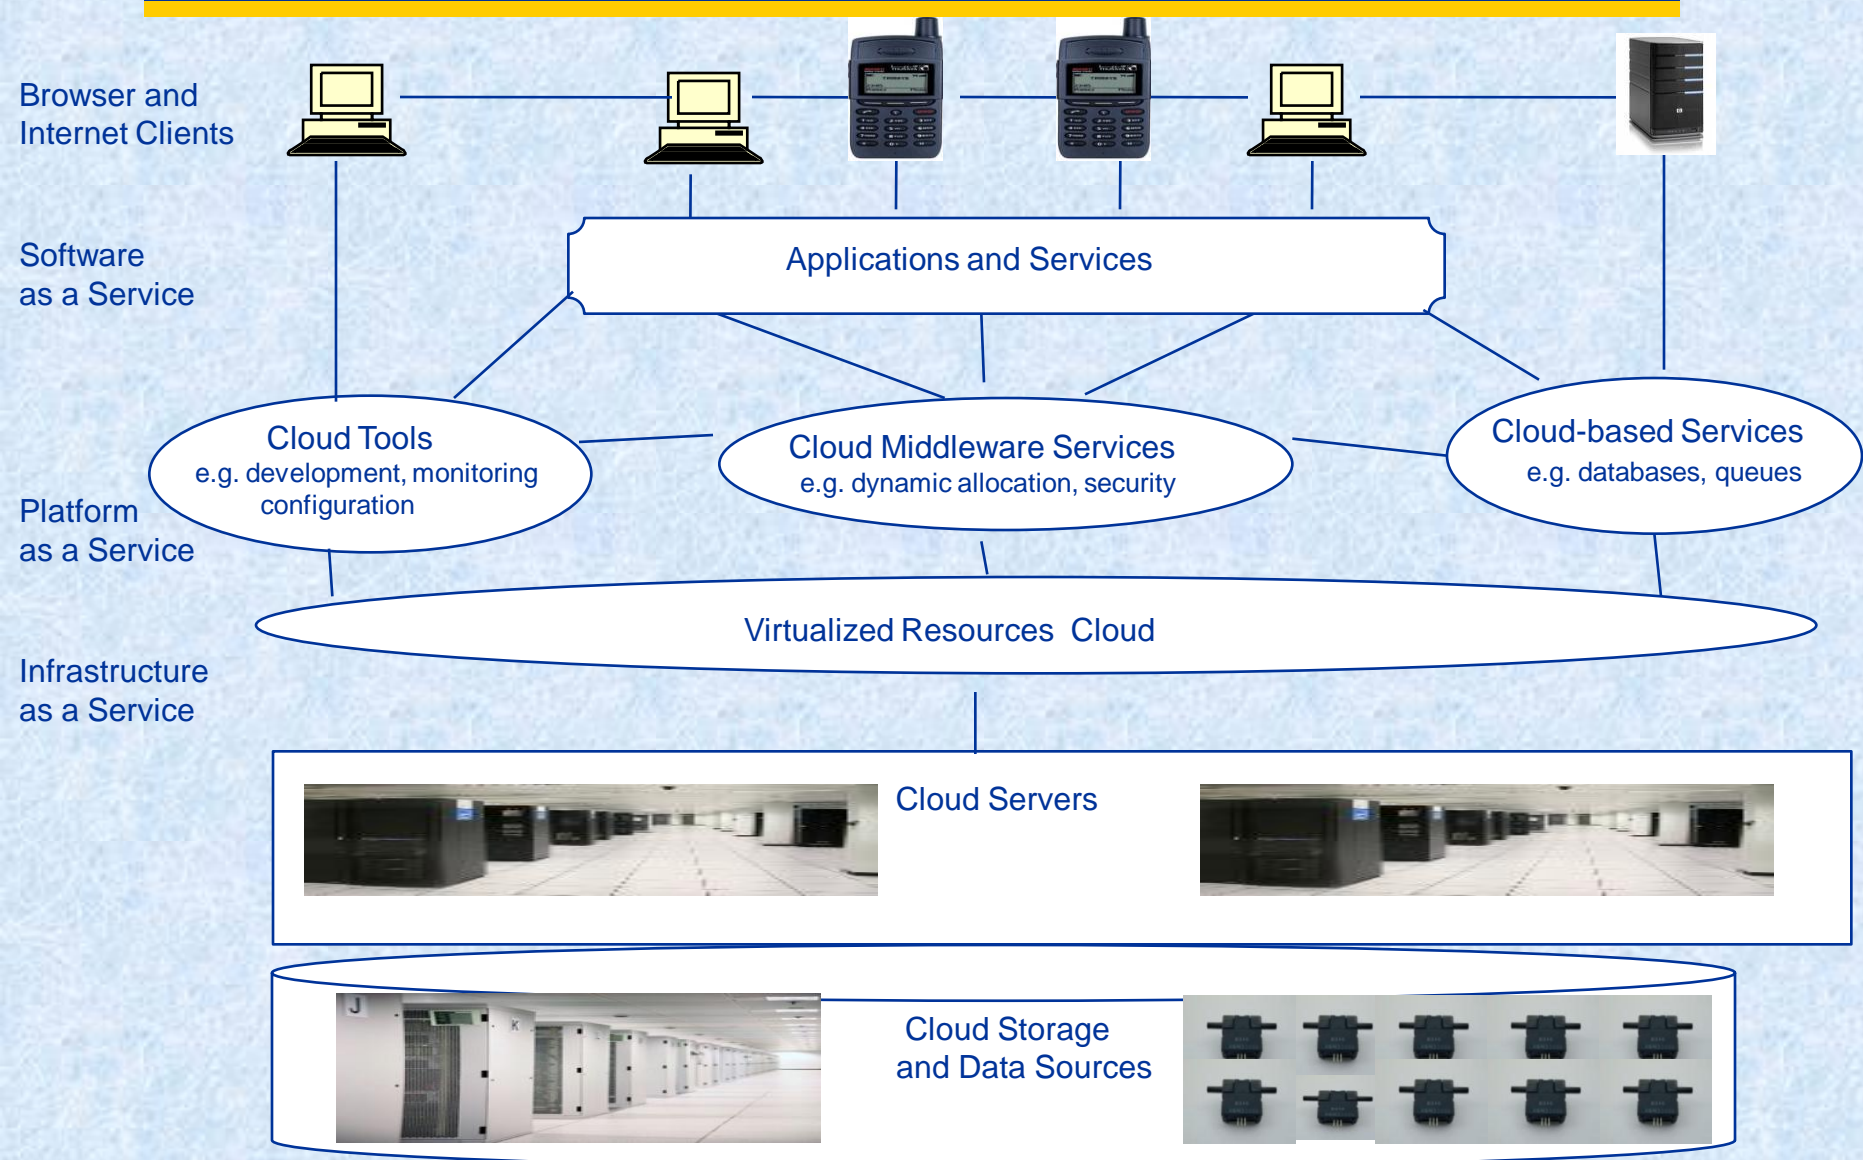 Browser and
Internet Clients
Software
as a Service
Applications and Services
Cloud Tools
e.g. development, monitoring
configuration
Cloud Middleware Services
e.g. dynamic allocation, security
Cloud-based Services
e.g. databases, queues
Platform
as a Service
Virtualized Resources Cloud
Infrastructure
as a Service
Cloud Servers
J
K
Cloud Storage
and Data Sources